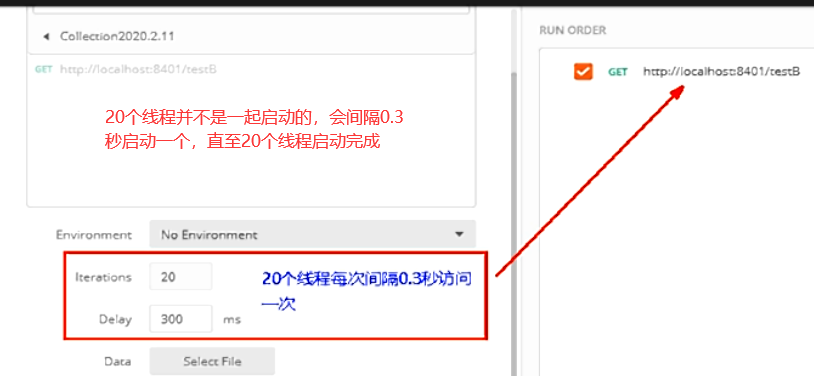 Collection2020.2.11
GET http://localhost:8401/testB
20个线程并不是一起启动的，会间隔0.3
秒启动一个，直至20个线程启动完成
Environment No Environment
Iterations 20
20个线程每次间隔0.3秒访问
一次
Delay 300 ms
Data Select File
RUN ORDER
GET http://localhost:8401/testB